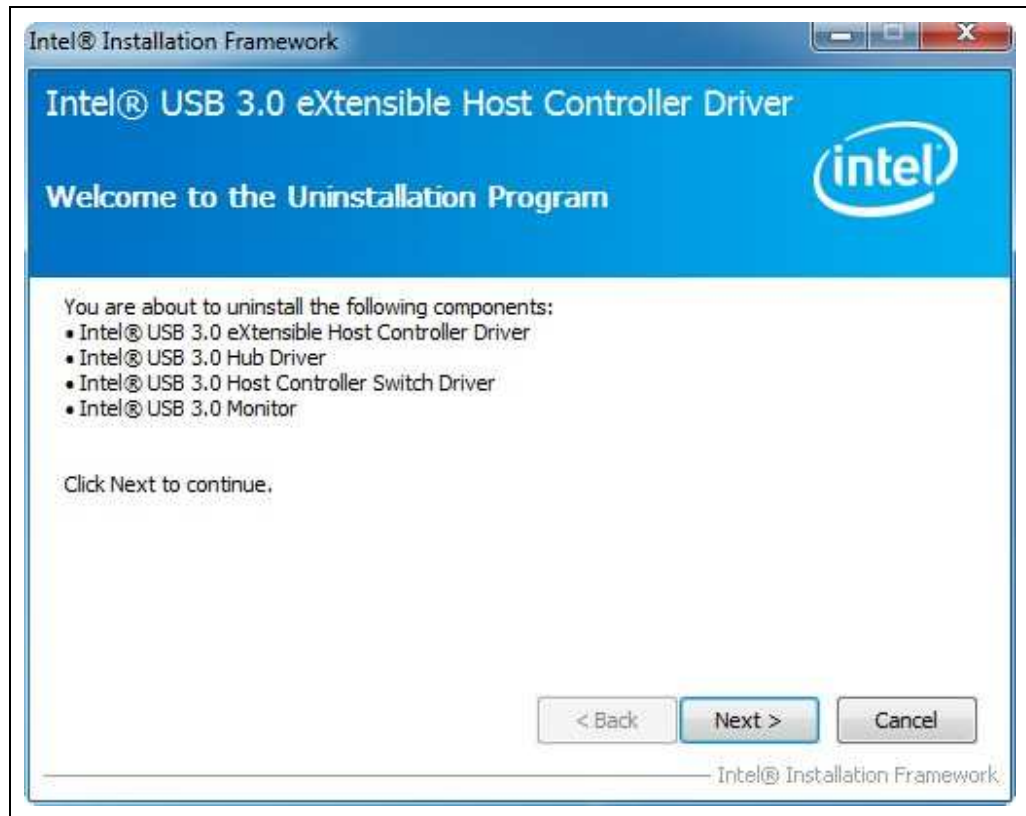 Intel® Installation Framework
Intel® USB 3.0 eXtensible Host Controller Driver
intel
Welcome to the Uninstallation Program
You are about to uninstall the following components:
• Intel® USB 3.0 eXtensible Host Controller Driver
• Intel® USB 3.0 Hub Driver
• Intel® USB 3.0 Host Controller Switch Driver
• Intel® USB 3.0 Monitor
Click Next to continue.
< Back Next > Cancel
Intel® Installation Framework